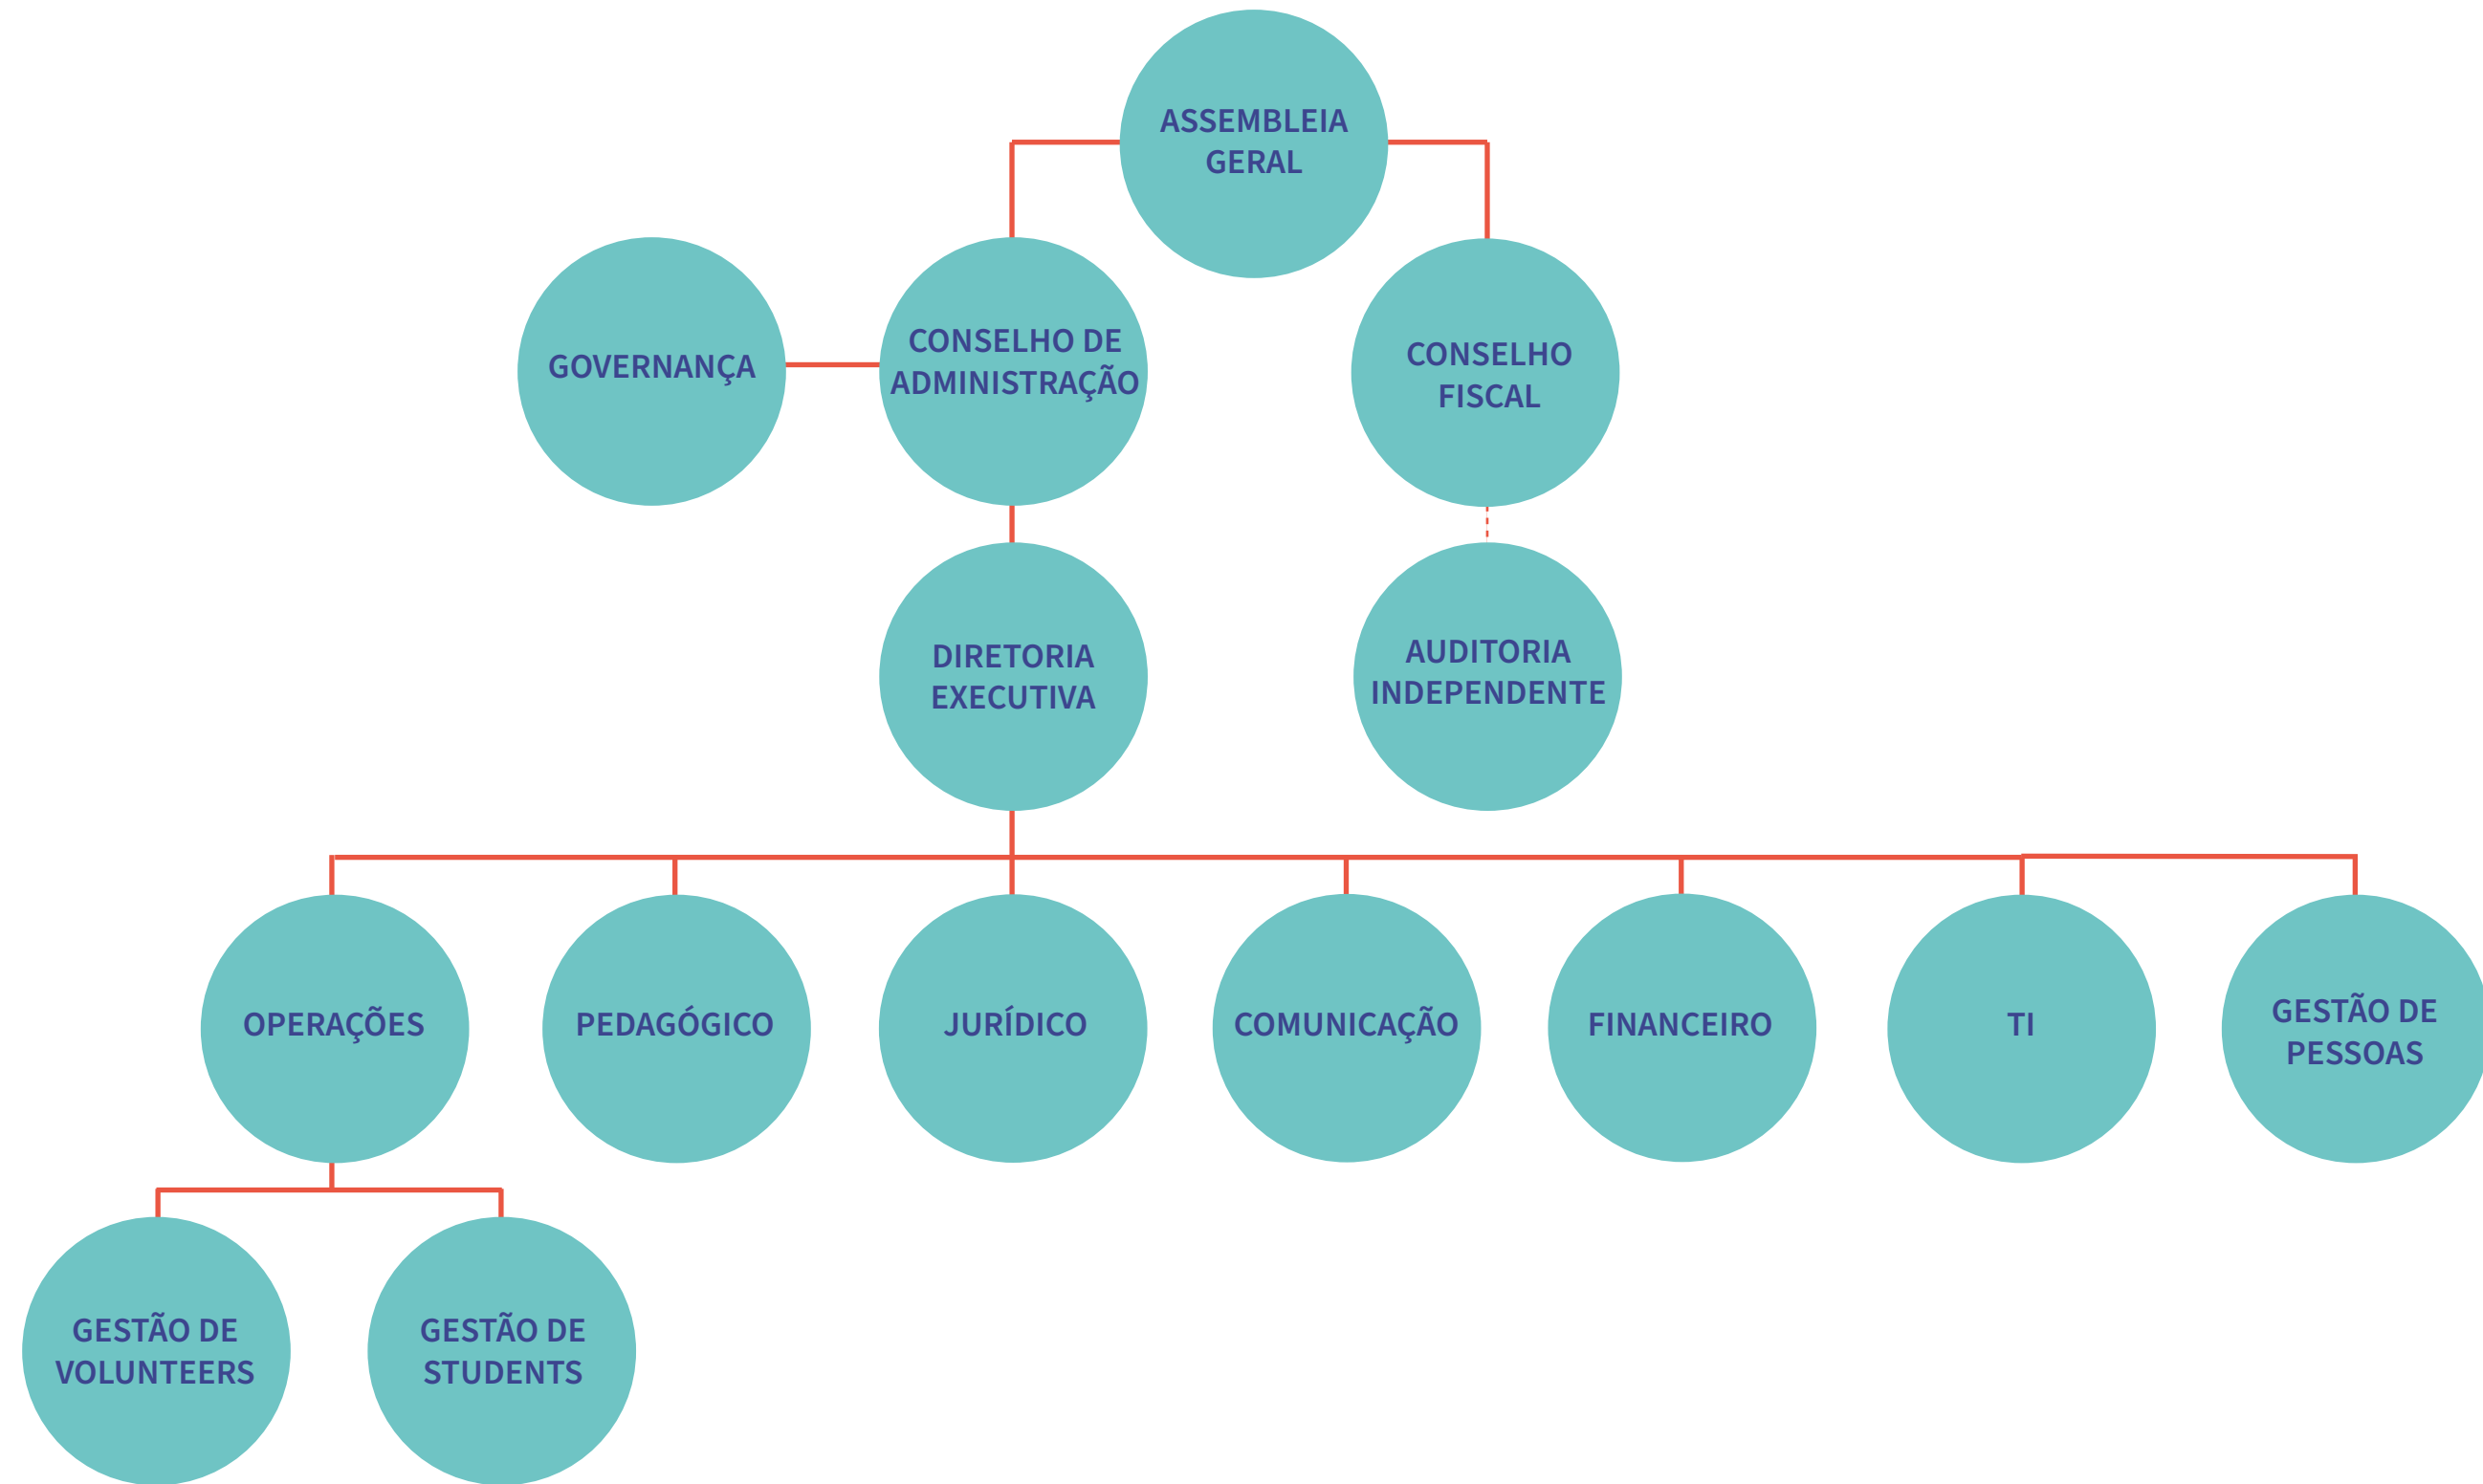 ASSEMBLEIA
GERAL
GOVERNANÇA
CONSELHO DE
ADMINISTRAÇÃO
CONSELHO
FISCAL
DIRETORIA
EXECUTIVA
AUDITORIA
INDEPENDENTE
OPERAÇÕES
PEDAGÓGICO
JURÍDICO
COMUNICAÇÃO
FINANCEIRO
TI
GESTÃO DE
PESSOAS
GESTÃO DE
VOLUNTEERS
GESTÃO DE
STUDENTS